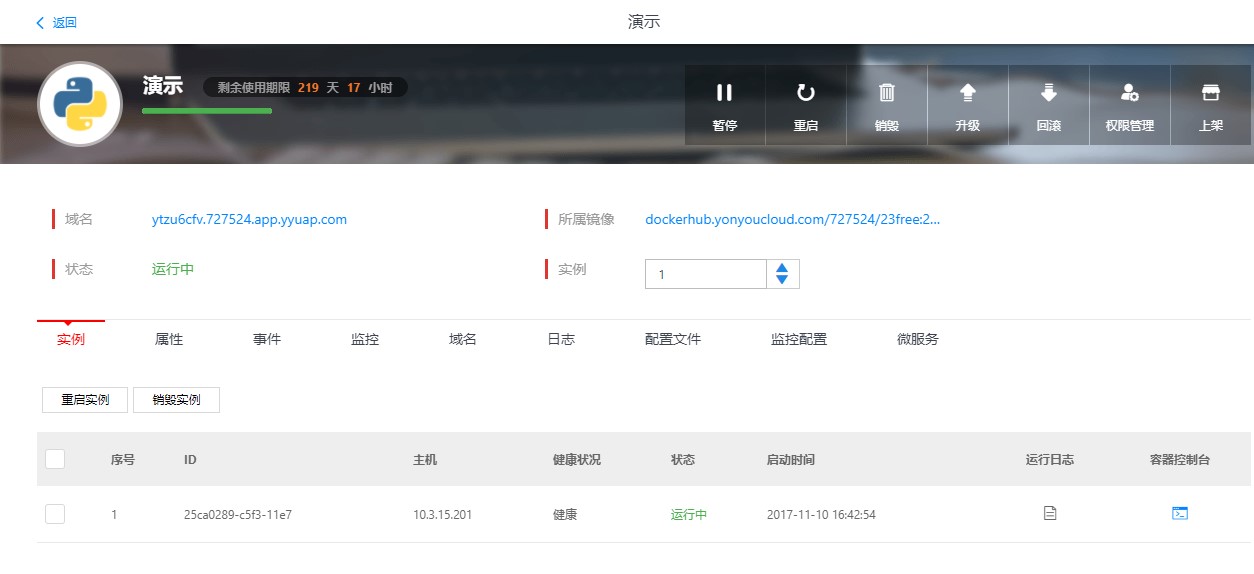 返回
演示
演示 剩余使用期限 219 天 17 小时
暂停 重启 销毁 升级 回滚 权限管理 上架
域名 ytzu6cfv.727524.app.yyuap.com 所属镜像 dockerhub.yonyoucloud.com/727524/23free:2...
状态 运行中 实例 1
实例 属性 事件 监控 域名 日志 配置文件 监控配置 微服务
重启实例 销毁实例
序号 ID 主机 健康状况 状态 启动时间 运行日志 容器控制台
1 25ca0289-c5f3-11e7 10.3.15.201 健康 运行中 2017-11-10 16:42:54